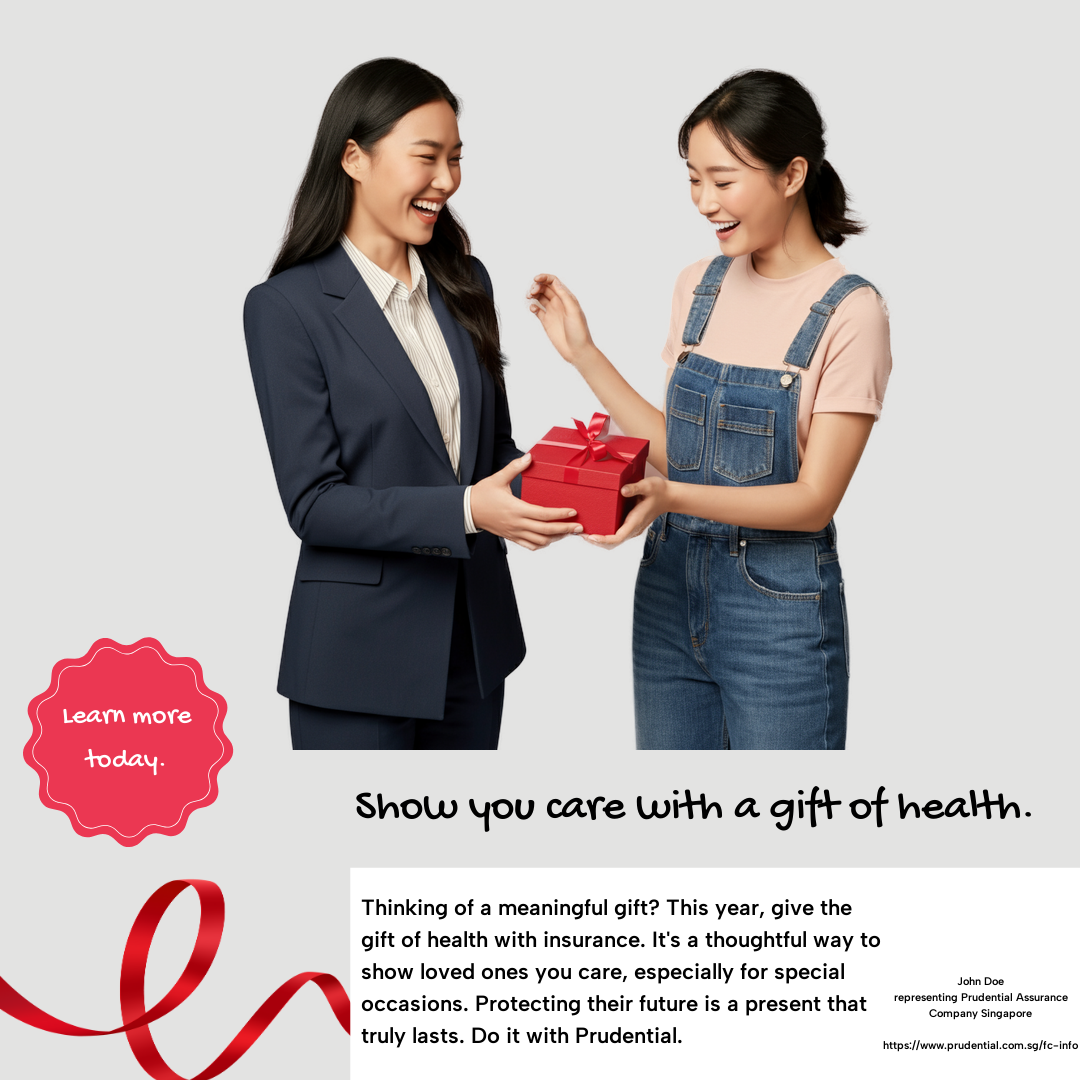 Learn more
today.
Show you care with a gift of health.
Thinking of a meaningful gift? This year, give the
gift of health with insurance. It's a thoughtful way to
show loved ones you care, especially for special
occasions. Protecting their future is a present that
truly lasts. Do it with Prudential.
John Doe
representing Prudential Assurance
Company Singapore
https://www.prudential.com.sg/fc-info